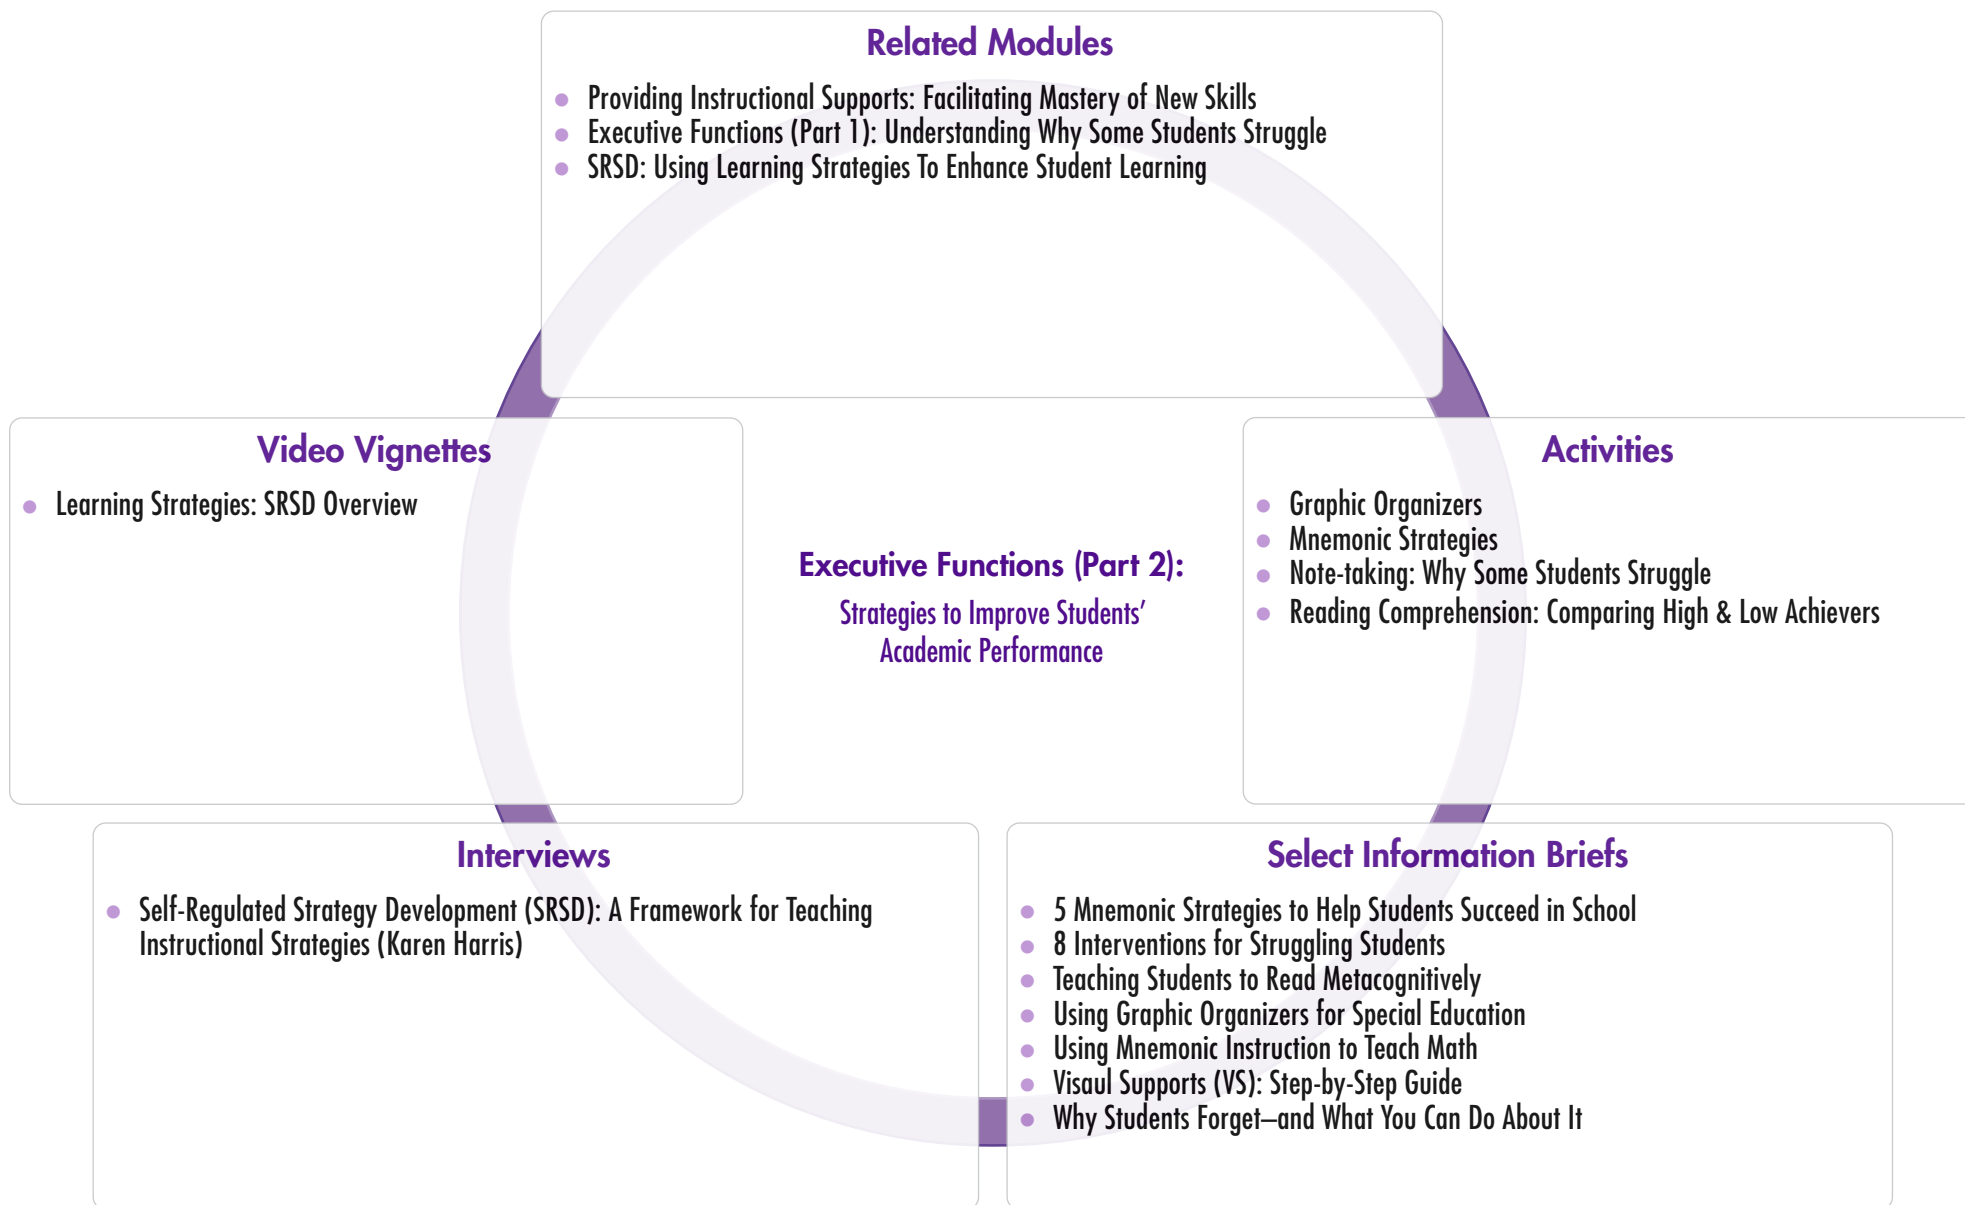 Related Modules
Providing Instructional Supports: Facilitating Mastery of New Skills
Executive Functions (Part 1): Understanding Why Some Students Struggle
SRSD: Using Learning Strategies To Enhance Student Learning
Video Vignettes
Learning Strategies: SRSD Overview
Executive Functions (Part 2):
Strategies to Improve Students’
Academic Performance
Activities
Graphic Organizers
Mnemonic Strategies
Note-taking: Why Some Students Struggle
Reading Comprehension: Comparing High & Low Achievers
Interviews
Self-Regulated Strategy Development (SRSD): A Framework for Teaching
Instructional Strategies (Karen Harris)
Select Information Briefs
5 Mnemonic Strategies to Help Students Succeed in School
8 Interventions for Struggling Students
Teaching Students to Read Metacognitively
Using Graphic Organizers for Special Education
Using Mnemonic Instruction to Teach Math
Visaul Supports (VS): Step-by-Step Guide
Why Students Forget—and What You Can Do About It